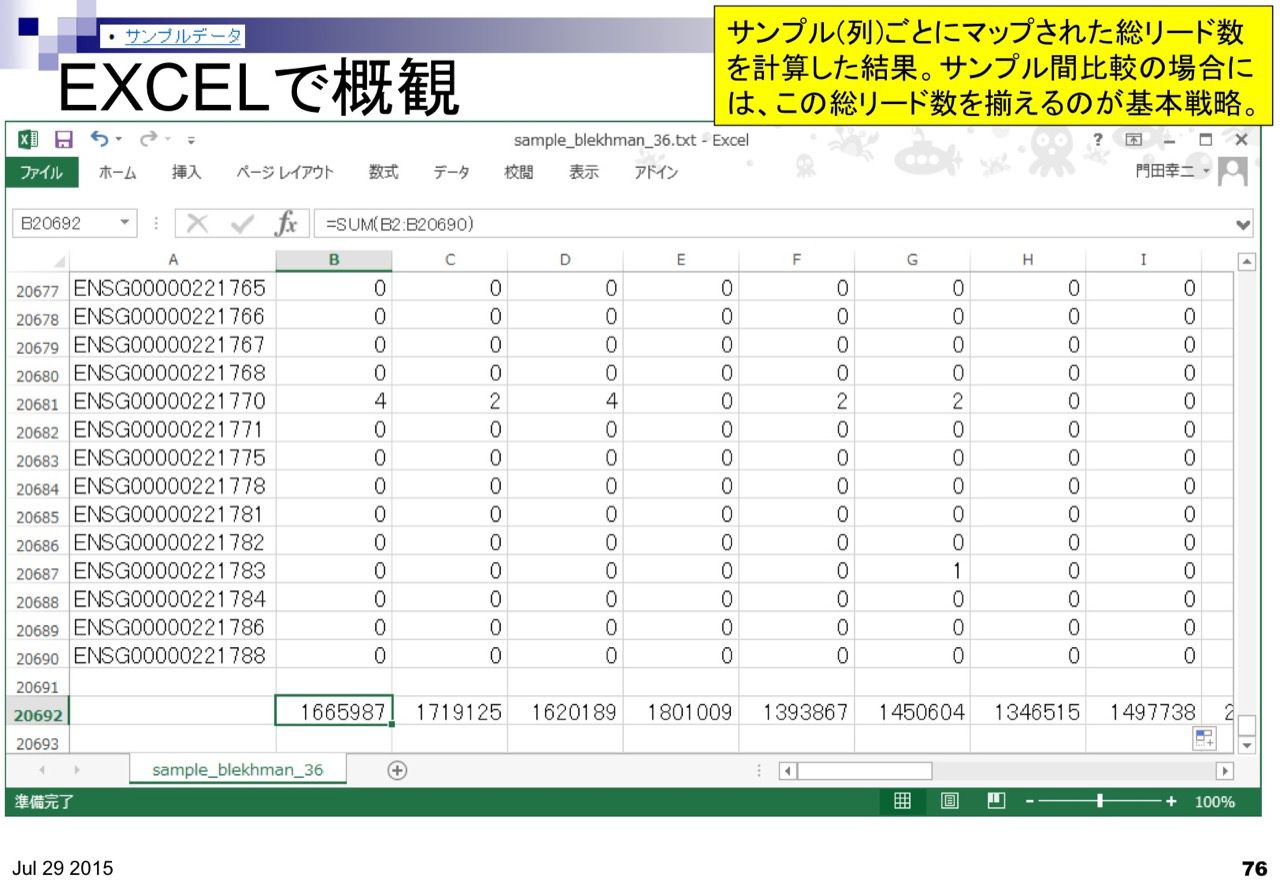 • サンプルデータ
EXCELで概観
サンプル(列)ごとにマップされた総リード数
を計算した結果。サンプル間比較の場合に
は、この総リード数を揃えるのが基本戦略。
sample_blekhman_36.txt - Excel
ファイル ホーム 挿入 ページ レイアウト 数式 データ 校閲 表示 アドイン 門田幸二
B20692 fx =SUM(B2:B20690)
A B C D E F G H I
20677 ENSG00000221765 0 0 0 0 0 0 0 0
20678 ENSG00000221766 0 0 0 0 0 0 0 0
20679 ENSG00000221767 0 0 0 0 0 0 0 0
20680 ENSG00000221768 0 0 0 0 0 0 0 0
20681 ENSG00000221770 4 2 4 0 2 2 0 0
20682 ENSG00000221771 0 0 0 0 0 0 0 0
20683 ENSG00000221775 0 0 0 0 0 0 0 0
20684 ENSG00000221778 0 0 0 0 0 0 0 0
20685 ENSG00000221781 0 0 0 0 0 0 0 0
20686 ENSG00000221782 0 0 0 0 0 0 0 0
20687 ENSG00000221783 0 0 0 0 0 1 0 0
20688 ENSG00000221784 0 0 0 0 0 0 0 0
20689 ENSG00000221786 0 0 0 0 0 0 0 0
20690 ENSG00000221788 0 0 0 0 0 0 0 0
20691
20692 1665987 1719125 1620189 1801009 1393867 1450604 1346515 1497738 2
20693
sample_blekhman_36
準備完了 100%
Jul 29 2015
76